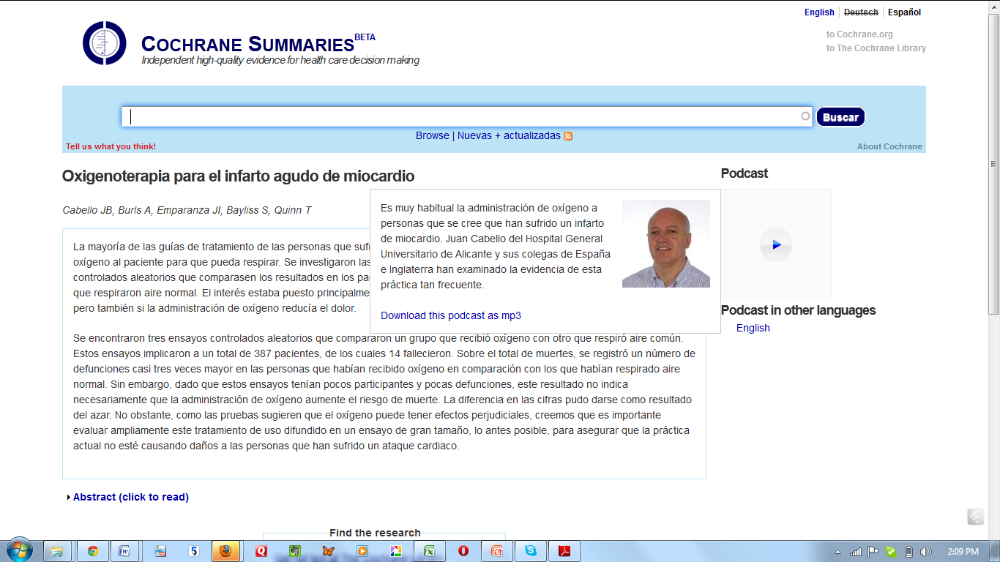 English Deutsch Español
to Cochrane.org
to The Cochrane Library
COCHRANE SUMMARIES BETA
Independent high-quality evidence for health care decision making
Buscar
Browse | Nuevas + actualizadas
Tell us what you think!
About Cochrane
Oxigenoterapia para el infarto agudo de miocardio
Cabello JB, Burls A, Emparanza JI, Bayliss S, Quinn T
La mayoría de las guías de tratamiento de las personas que
oxígeno al paciente para que pueda respirar. Se investigaron las
controlados aleatorios que comparasen los resultados en los
que respiraron aire normal. El interés estaba puesto
pero también si la administración de oxígeno reducía el dolor.
Se encontraron tres ensayos controlados aleatorios que compararon un grupo que recibió oxígeno con otro que respiró aire común.
Estos ensayos implicaron a un total de 387 pacientes, de los cuales 14 fallecieron. Sobre el total de muertes, se registró un número de
defunciones casi tres veces mayor en las personas que habían recibido oxígeno en comparación con los que habían respirado aire
normal. Sin embargo, dado que estos ensayos tenían pocos participantes y pocas defunciones, este resultado no indica
necesariamente que la administración de oxígeno aumente el riesgo de muerte. La diferencia en las cifras pudo darse como resultado
del azar. No obstante, como las pruebas sugieren que el oxígeno puede tener efectos perjudiciales, creemos que es importante
evaluar ampliamente este tratamiento de uso difundido en un ensayo de gran tamaño, lo antes posible, para asegurar que la práctica
actual no esté causando daños a las personas que han sufrido un ataque cardiaco.
Es muy habitual la administración de oxígeno a
personas que se cree que han sufrido un infarto
de miocardio. Juan Cabello del Hospital General
Universitario de Alicante y sus colegas de España
e Inglaterra han examinado la evidencia de esta
práctica tan frecuente.
Download this podcast as mp3
Podcast
Podcast in other languages
English
Abstract (click to read)
Find the research
2:09 PM